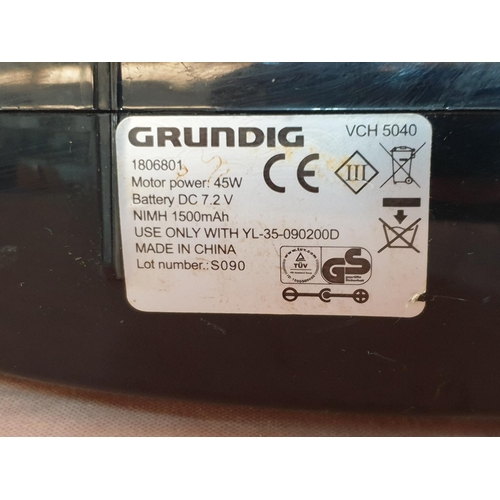 GRUNDIG VCH 5040
1806801
Motor power: 45W
Battery DC 7.2 V
NIMH 1500mAh
USE ONLY WITH YL-35-090200D
MADE IN CHINA
Lot number.: S090
CE
III
TÜV
GS